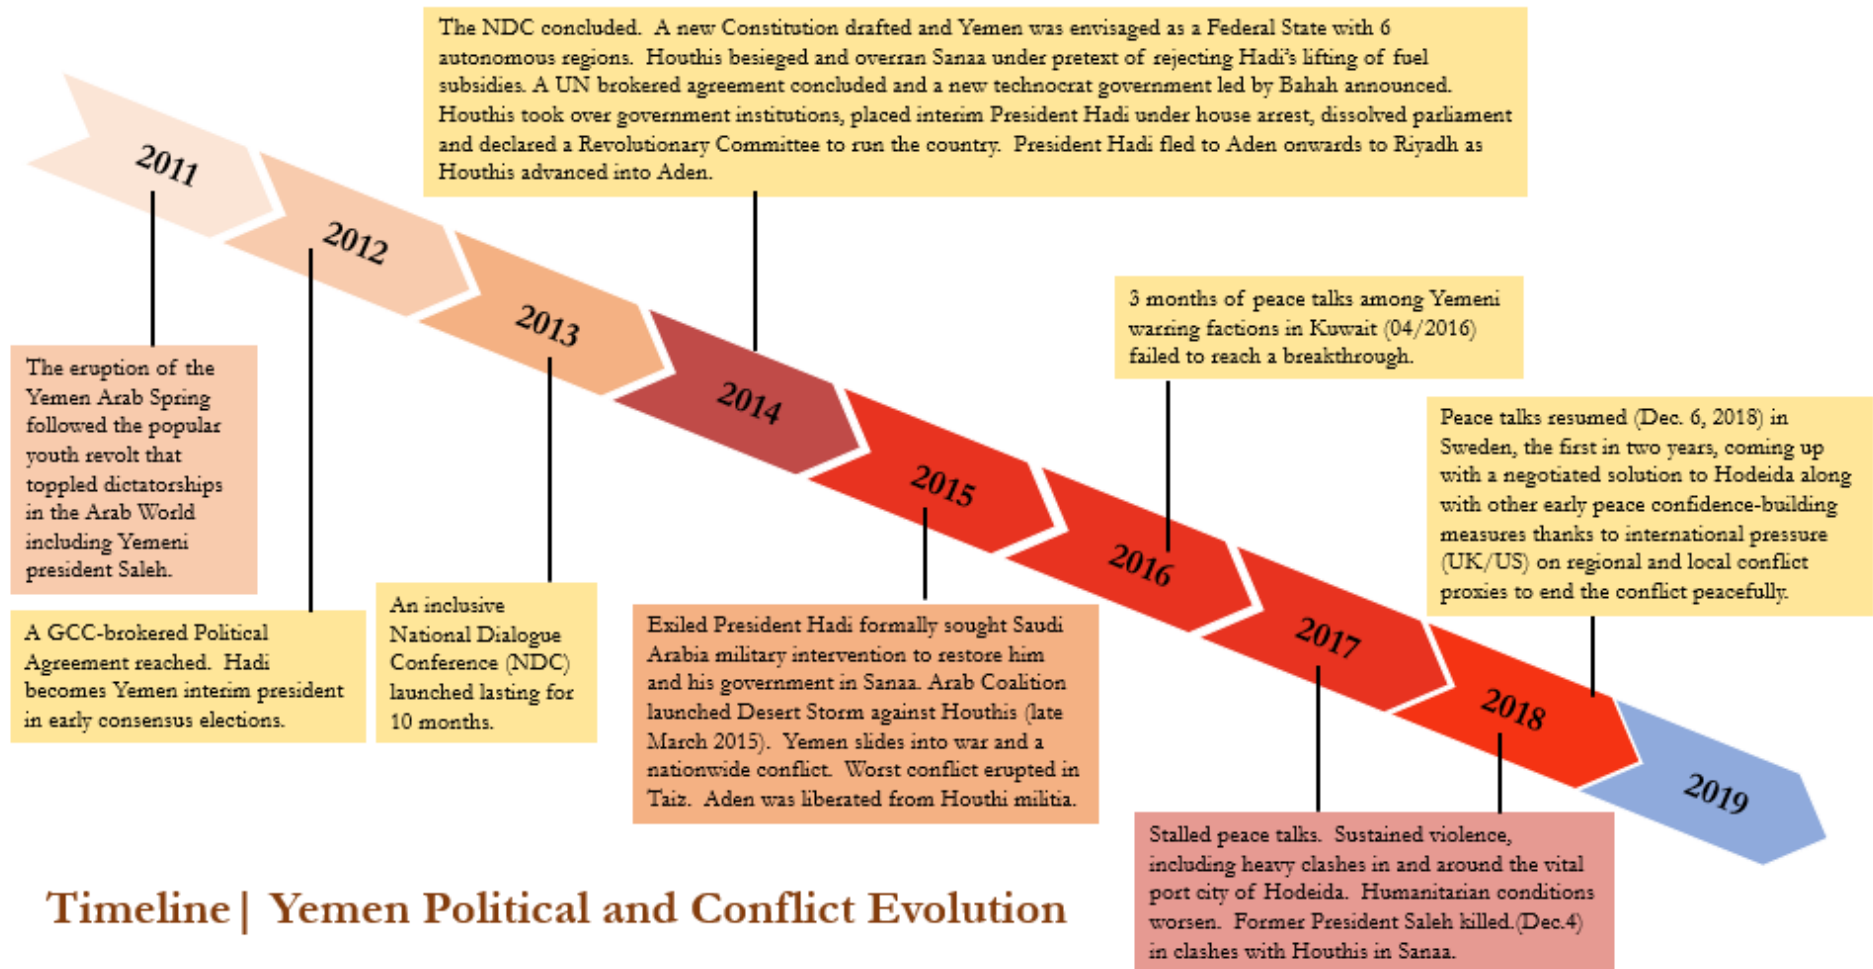 The NDC concluded.  A new Constitution drafted and Yemen was envisaged as a Federal State with 6
autonomous regions.  Houthis besieged and overran Sanaa under pretext of rejecting Hadi's lifting of fuel
subsidies. A UN brokered agreement concluded and a new technocrat government led by Bahah announced.
Houthis took over government institutions, placed interim President Hadi under house arrest, dissolved parliament
and declared a Revolutionary Committee to run the country.  President Hadi fled to Aden onwards to Riyadh as
Houthis advanced into Aden.
2011
2012
2013
2014
2015
2016
2017
2018
2019
The eruption of the
Yemen Arab Spring
followed the popular
youth revolt that
toppled dictatorships
in the Arab World
including Yemeni
president Saleh.
A GCC-brokered Political
Agreement reached.  Hadi
becomes Yemen interim president
in early consensus elections.
An inclusive
National Dialogue
Conference (NDC)
launched lasting for
10 months.
Exiled President Hadi formally sought Saudi
Arabia military intervention to restore him
and his government in Sanaa. Arab Coalition
launched Desert Storm against Houthis (late
March 2015).  Yemen slides into war and a
nationwide conflict.  Worst conflict erupted in
Taiz.  Aden was liberated from Houthi militia.
3 months of peace talks among Yemeni
warring factions in Kuwait (04/2016)
failed to reach a breakthrough.
Peace talks resumed (Dec. 6, 2018) in
Sweden, the first in two years, coming up
with a negotiated solution to Hodeida along
with other early peace confidence-building
measures thanks to international pressure
(UK/US) on regional and local conflict
proxies to end the conflict peacefully.
Stalled peace talks.  Sustained violence,
including heavy clashes in and around the vital
port city of Hodeida.  Humanitarian conditions
worsen.  Former President Saleh killed.(Dec.4)
in clashes with Houthis in Sanaa.
Timeline| Yemen Political and Conflict Evolution